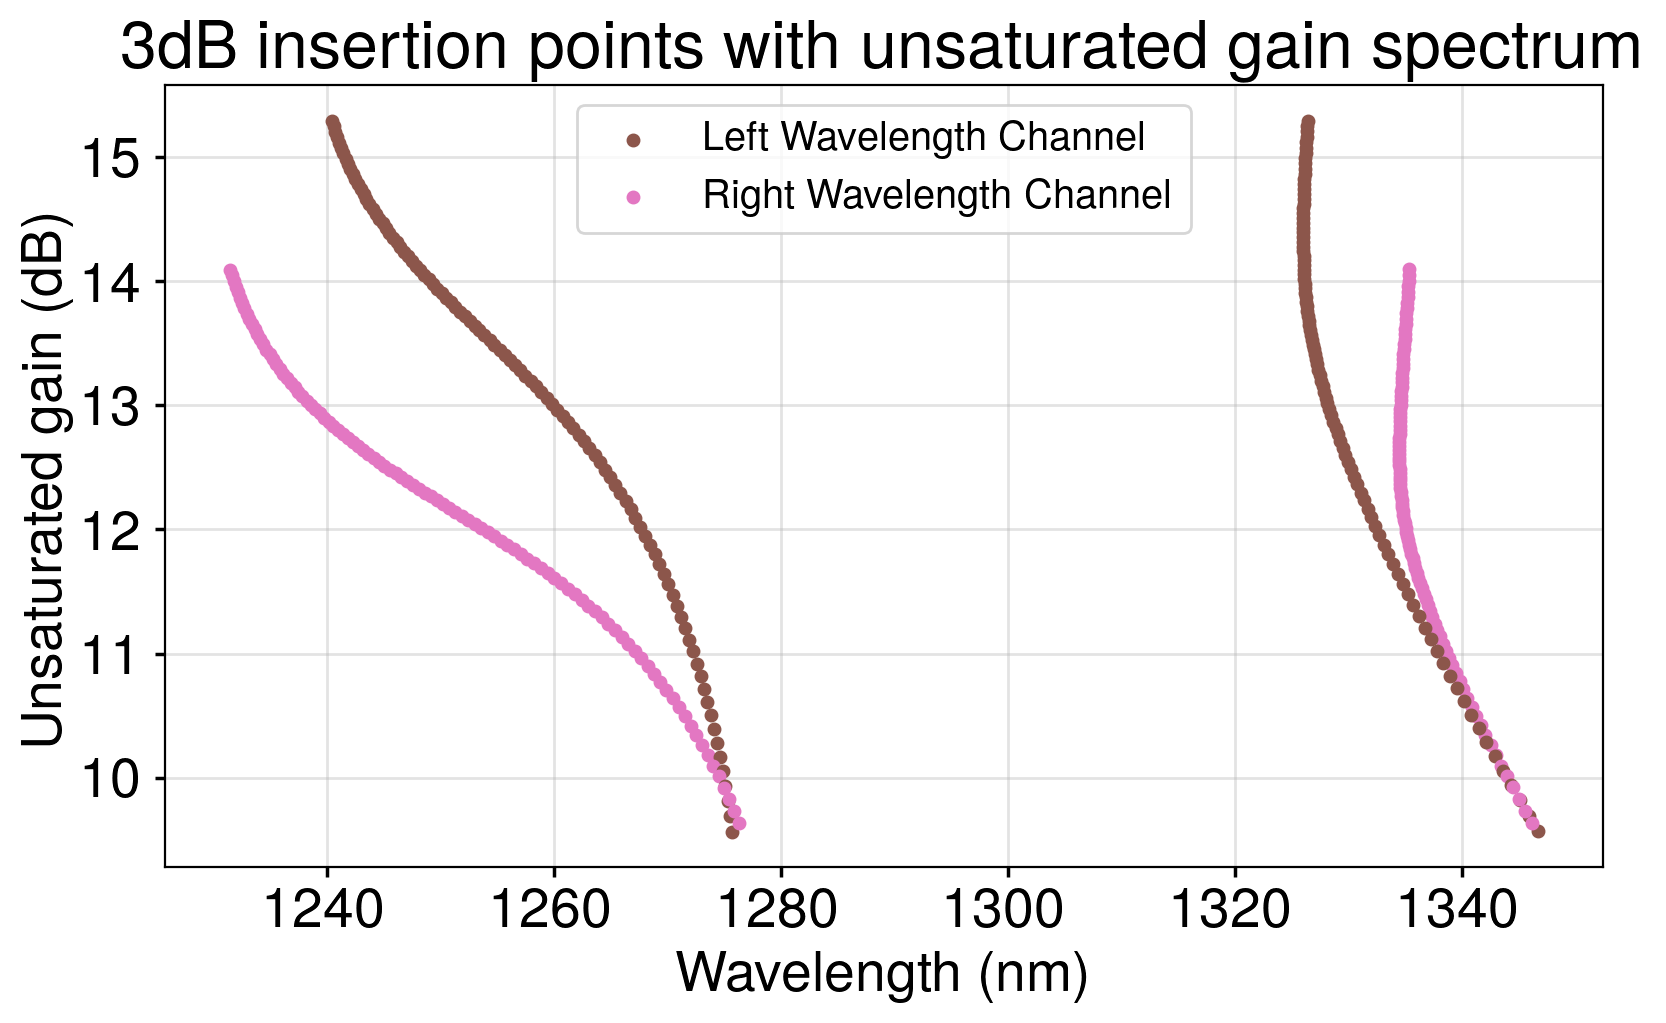 3dB insertion points with unsaturated gain spectrum
Left Wavelength Channel
Right Wavelength Channel
Unsaturated gain (dB)
15
14
13
12
11
10
1240 1260 1280 1300 1320 1340
Wavelength (nm)